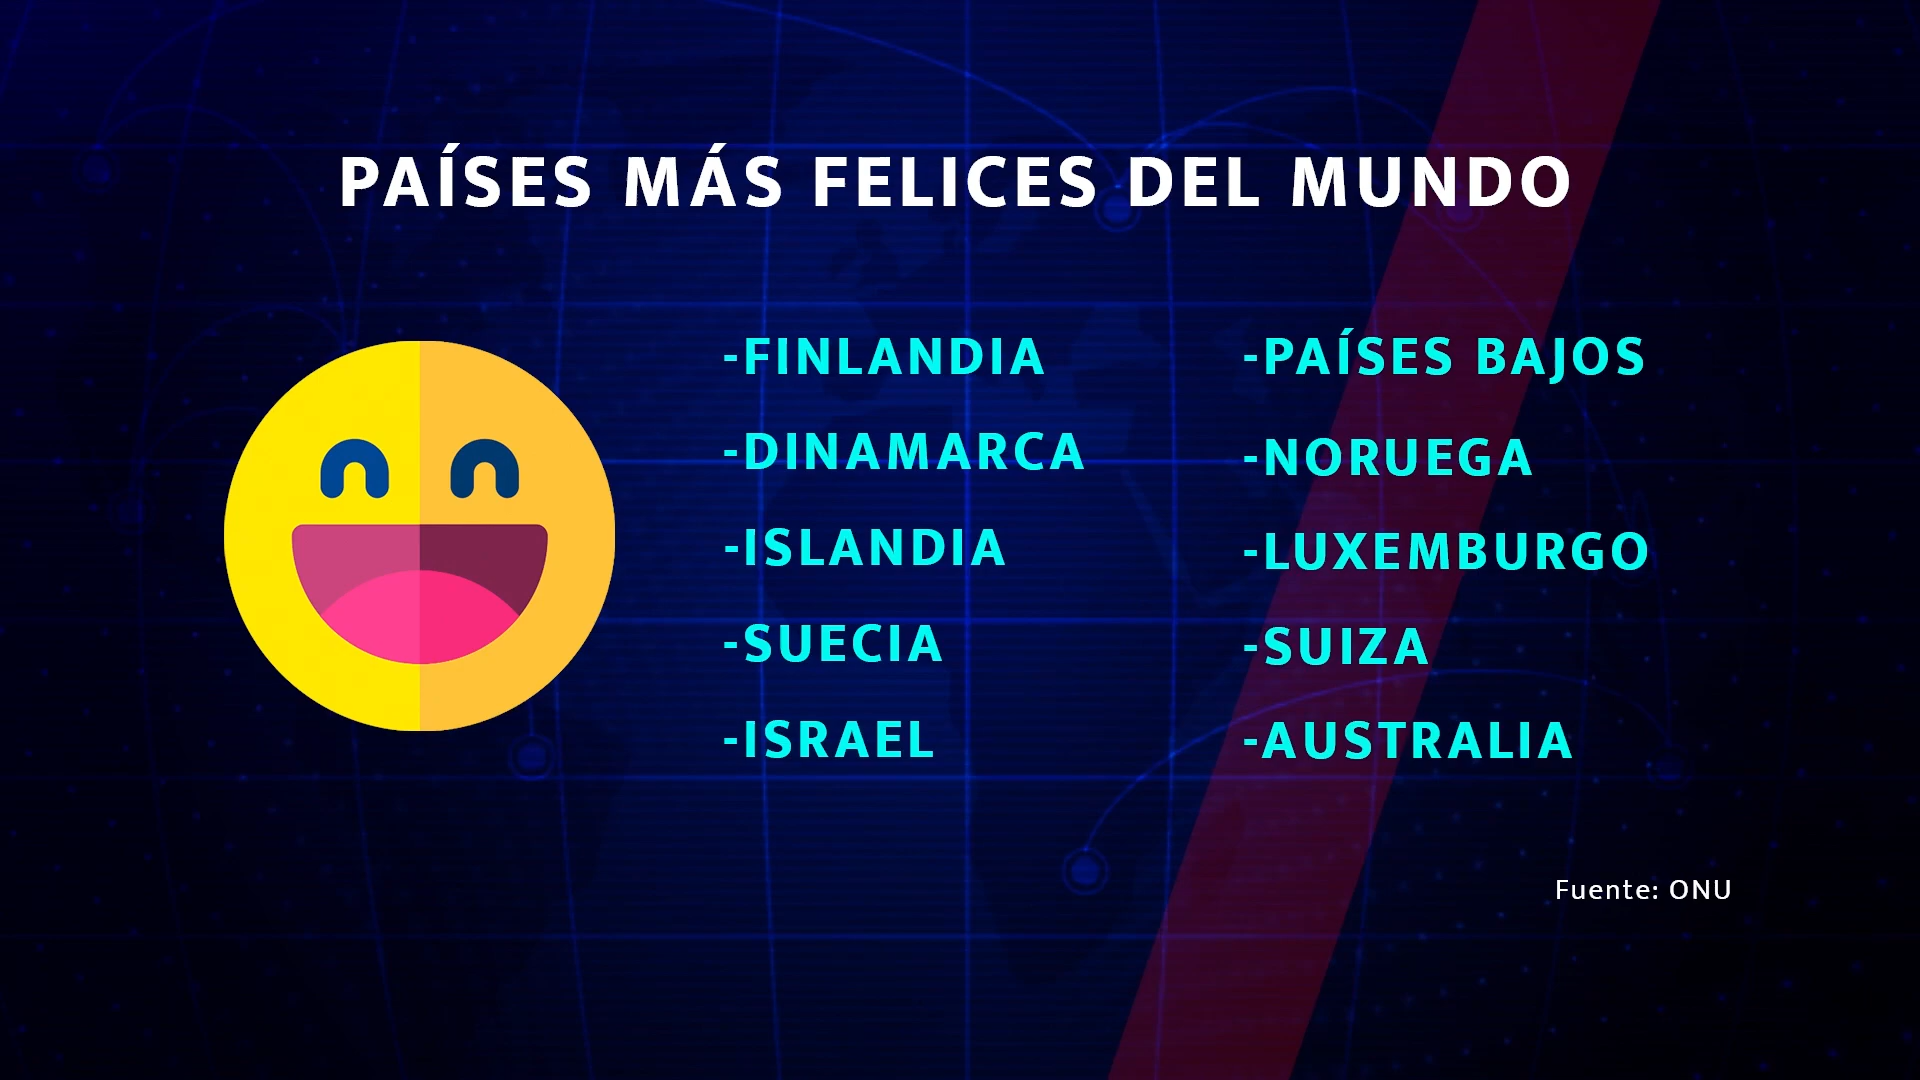 PAÍSES MÁS FELICES DEL MUNDO
-FINLANDIA
-DINAMARCA
-ISLANDIA
-SUECIA
-ISRAEL
-PAÍSES BAJOS
-NORUEGA
-LUXEMBURGO
-SUIZA
-AUSTRALIA
Fuente: ONU